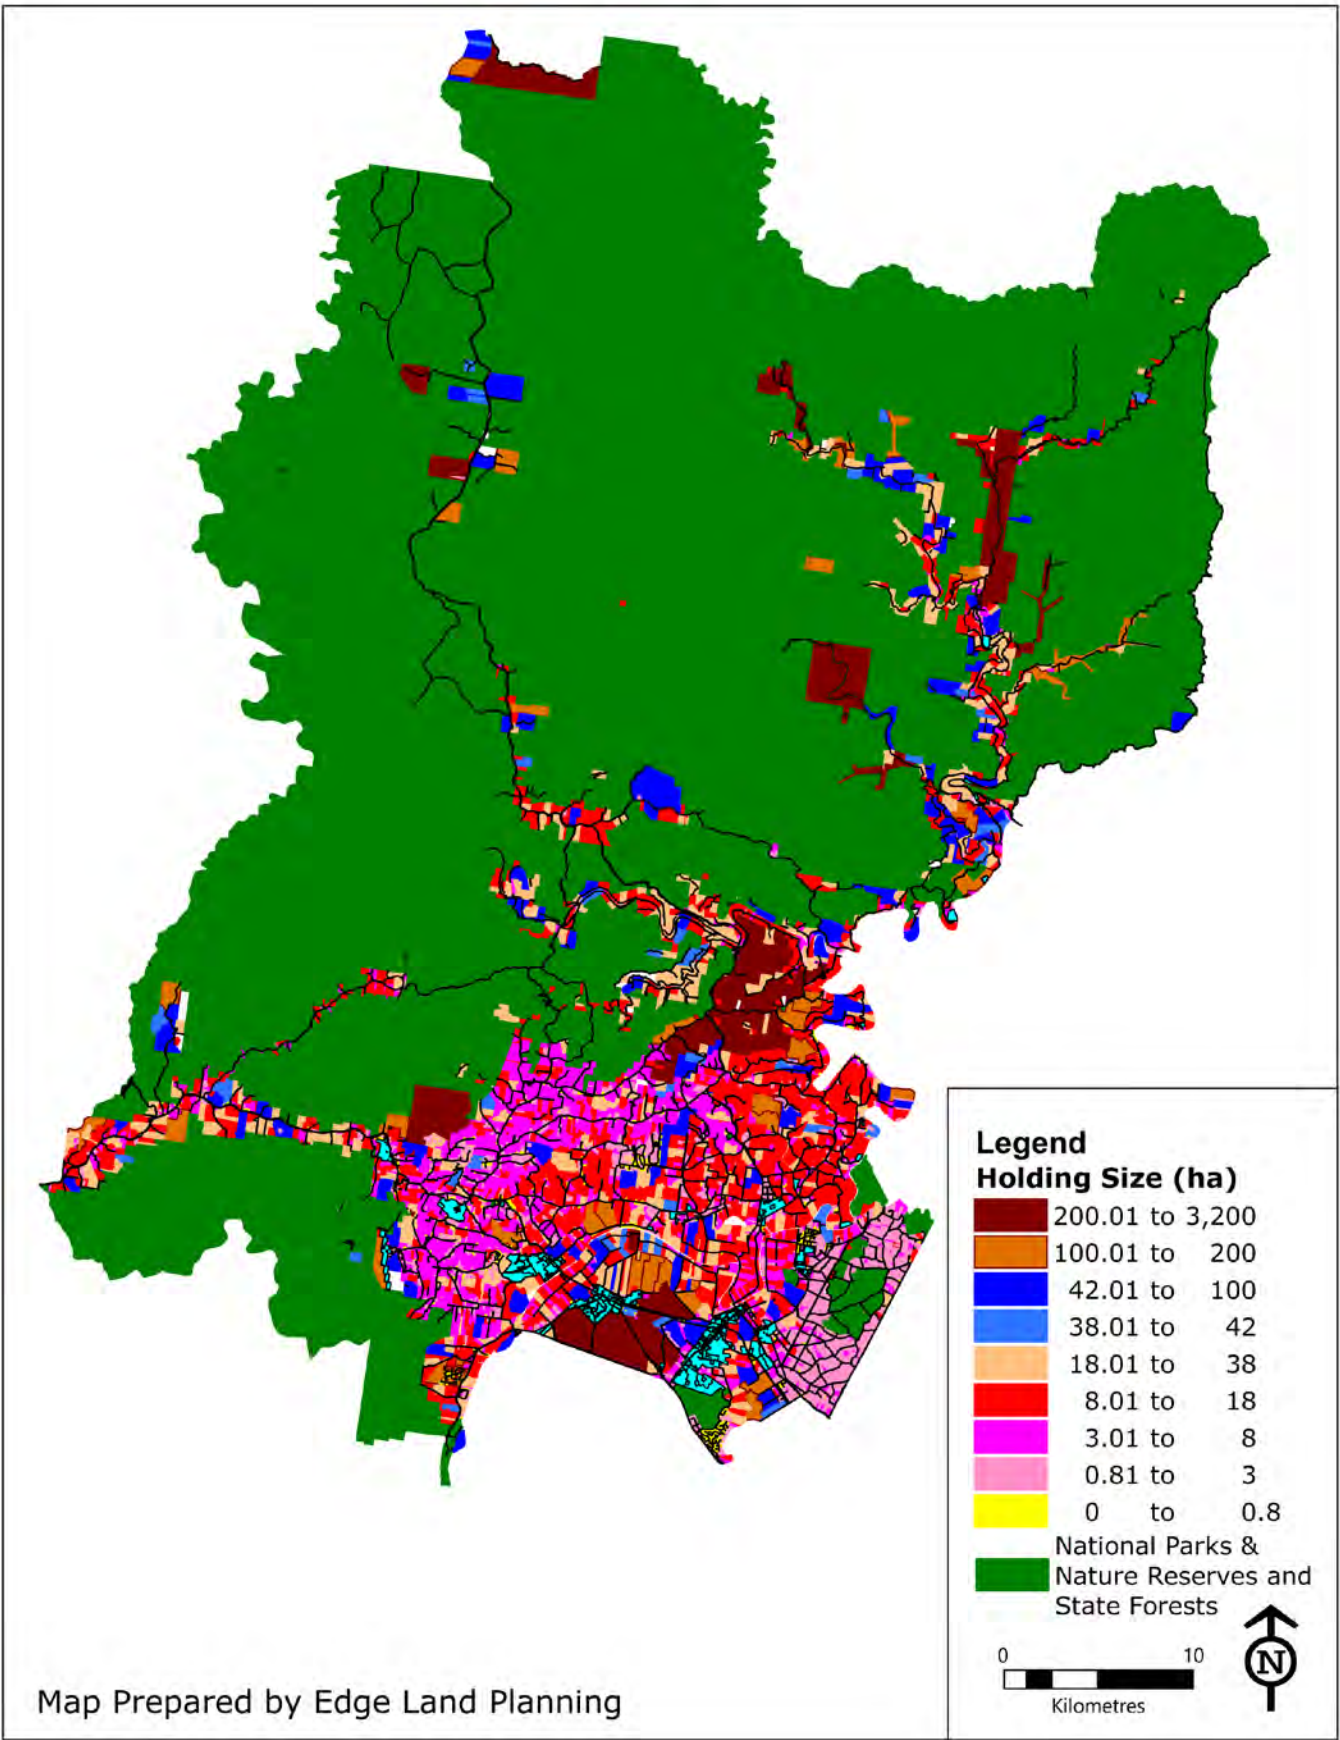 Legend
Holding Size (ha)
200.01 to 3,200
100.01 to 200
42.01 to 100
38.01 to 42
18.01 to 38
8.01 to 18
3.01 to 8
0.81 to 3
0 to 0.8
National Parks &
Nature Reserves and
State Forests
0 10
Kilometres
N
Map Prepared by Edge Land Planning